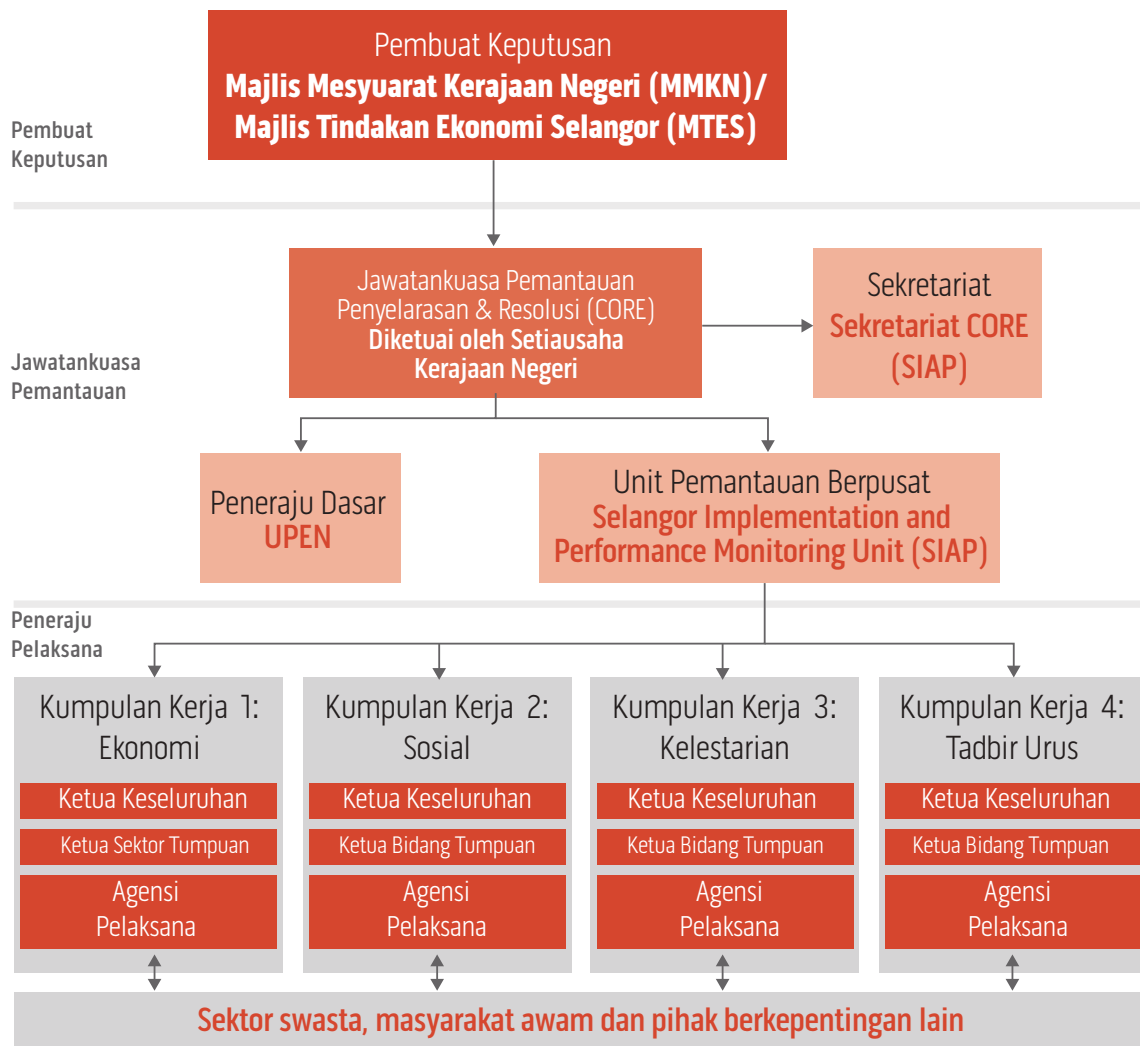 Pembuat Keputusan
Majlis Mesyuarat Kerajaan Negeri (MMKN)/
Majlis Tindakan Ekonomi Selangor (MTES)
Pembuat
Keputusan
Jawatankuasa Pemantauan
Penyelarasan & Resolusi (CORE)
Diketuai oleh Setiausaha
Kerajaan Negeri
Sekretariat
Sekretariat CORE
(SIAP)
Jawatankuasa
Pemantauan
Peneraju Dasar
UPEN
Unit Pemantauan Berpusat
Selangor Implementation and
Performance Monitoring Unit (SIAP)
Peneraju
Pelaksana
Kumpulan Kerja 1:
Ekonomi
Ketua Keseluruhan
Ketua Sektor Tumpuan
Agensi
Pelaksana
Kumpulan Kerja 2:
Sosial
Ketua Keseluruhan
Ketua Bidang Tumpuan
Agensi
Pelaksana
Kumpulan Kerja 3:
Kelestarian
Ketua Keseluruhan
Ketua Bidang Tumpuan
Agensi
Pelaksana
Kumpulan Kerja 4:
Tadbir Urus
Ketua Keseluruhan
Ketua Bidang Tumpuan
Agensi
Pelaksana
Sektor swasta, masyarakat awam dan pihak berkepentingan lain